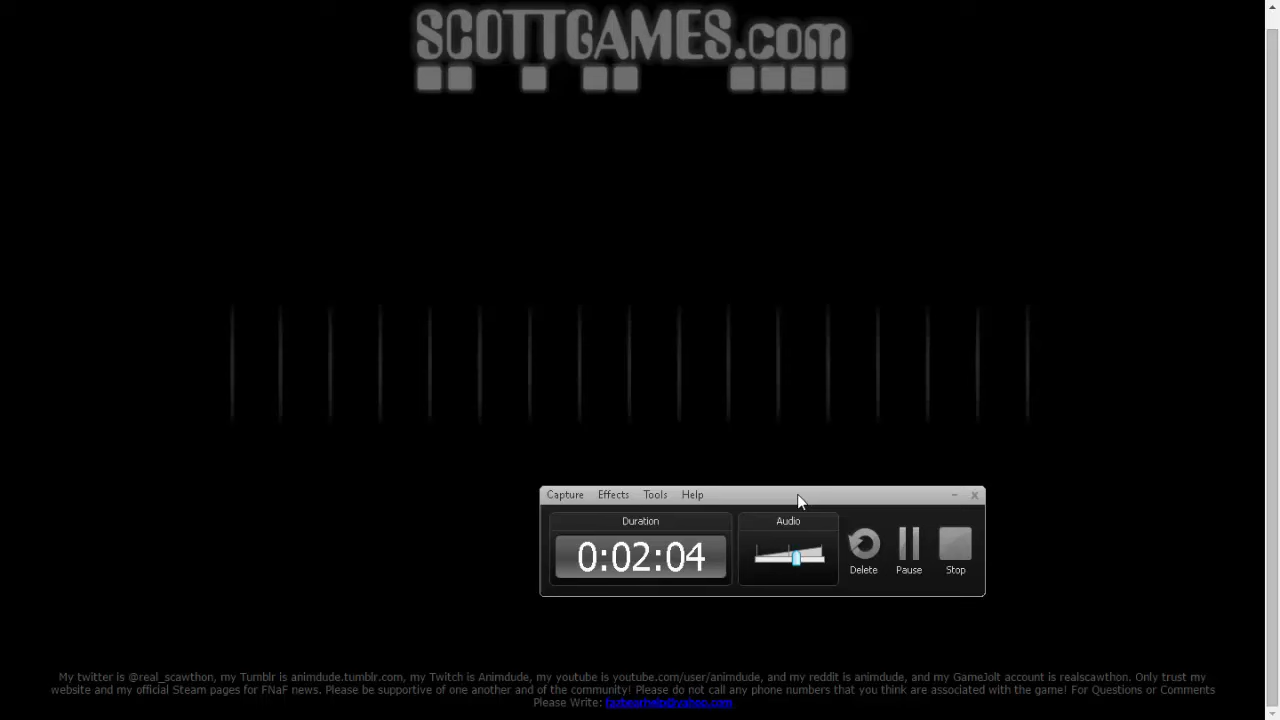 SCOTTGAMES.com
Capture Effects Tools Help
Duration
Audio
0:02:04
Delete
Pause
Stop
My twitter is @real_scawthon, my Tumblr is animdude.tumblr.com, my Twitch is Animdude, my youtube is youtube.com/user/animdude, and my reddit is animdude, and my GameJolt account is realscawthon. Only trust my
website and my official Steam pages for FNaF news. Please be supportive of one another and of the community! Please do not call any phone numbers that you think are associated with the game! For Questions or Comments
Please Write: fazbearhelp@yahoo.com